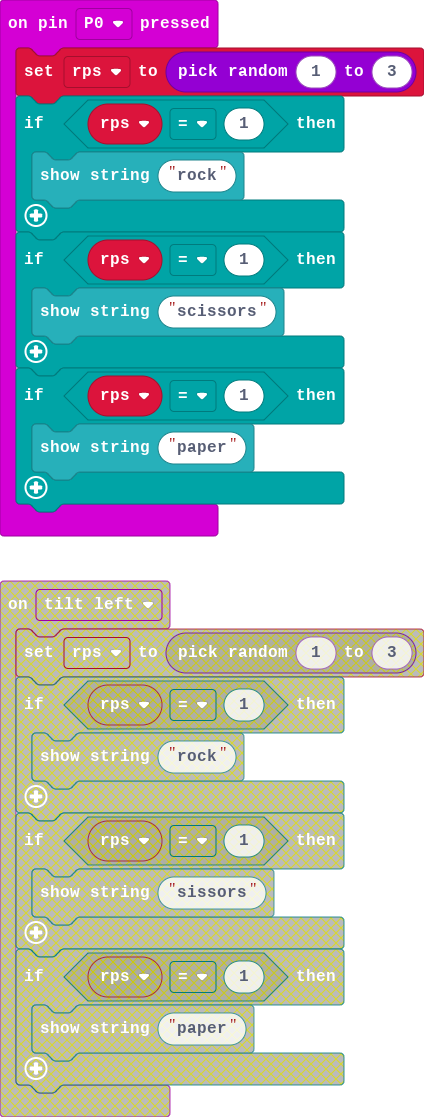 on pin P0 pressed
set rps to pick random 1 to 3
if rps = 1 then
show string "rock"
if rps = 1 then
show string "scissors"
if rps = 1 then
show string "paper"
on tilt left
set rps to pick random 1 to 3
if rps = 1 then
show string "rock"
if rps = 1 then
show string "sissors"
if rps = 1 then
show string "paper"